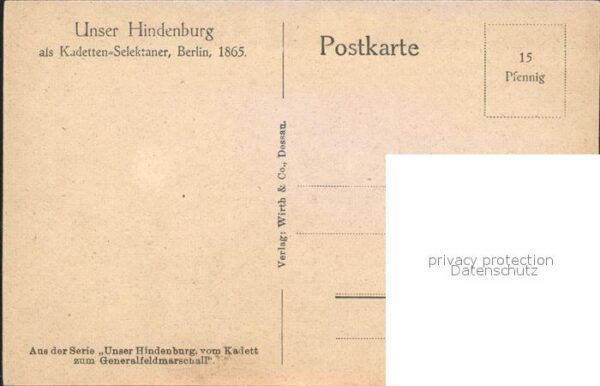 Unser Hindenburg
als Kadetten=Selektaner, Berlin, 1865.
Postkarte
15
Pfennig
Verlag: Wirth & Co., Dessau.
privacy protection
Datenschutz
Aus der Serie „Unser Hindenburg, vom Kadett
zum Generalfeldmarschall"